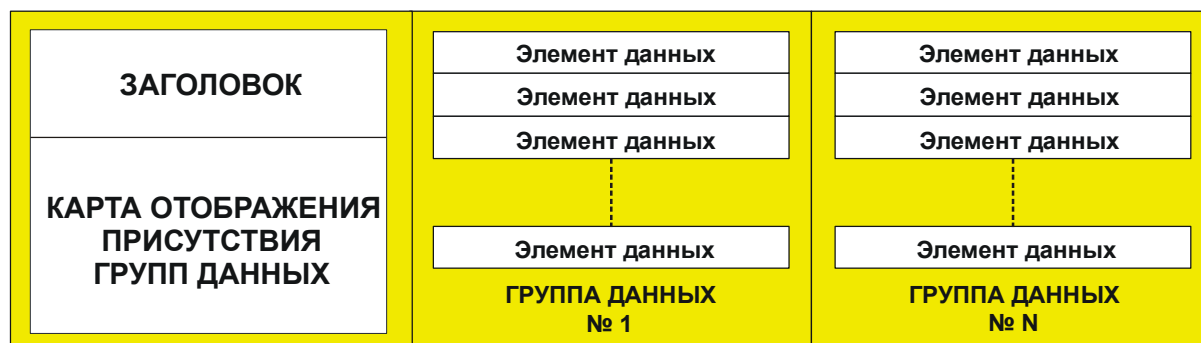 ЗАГОЛОВОК
КАРТА ОТОБРАЖЕНИЯ
ПРИСУТСТВИЯ
ГРУПП ДАННЫХ
Элемент данных
Элемент данных
Элемент данных
Элемент данных
ГРУППА ДАННЫХ
№ 1
Элемент данных
Элемент данных
Элемент данных
Элемент данных
ГРУППА ДАННЫХ
№ N